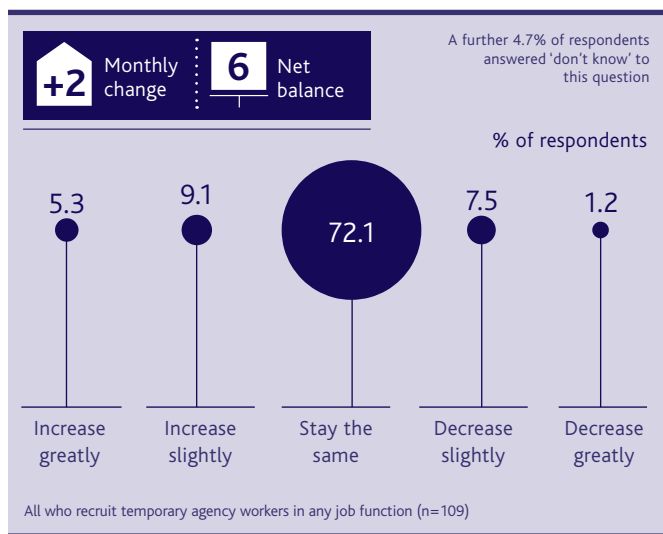 +2
Monthly
change
6
Net
balance
A further 4.7% of respondents
answered ‘don’t know’ to
this question
% of respondents
5.3
9.1
72.1
7.5
1.2
Increase
greatly
Increase
slightly
Stay the
same
Decrease
slightly
Decrease
greatly
All who recruit temporary agency workers in any job function (n=109)